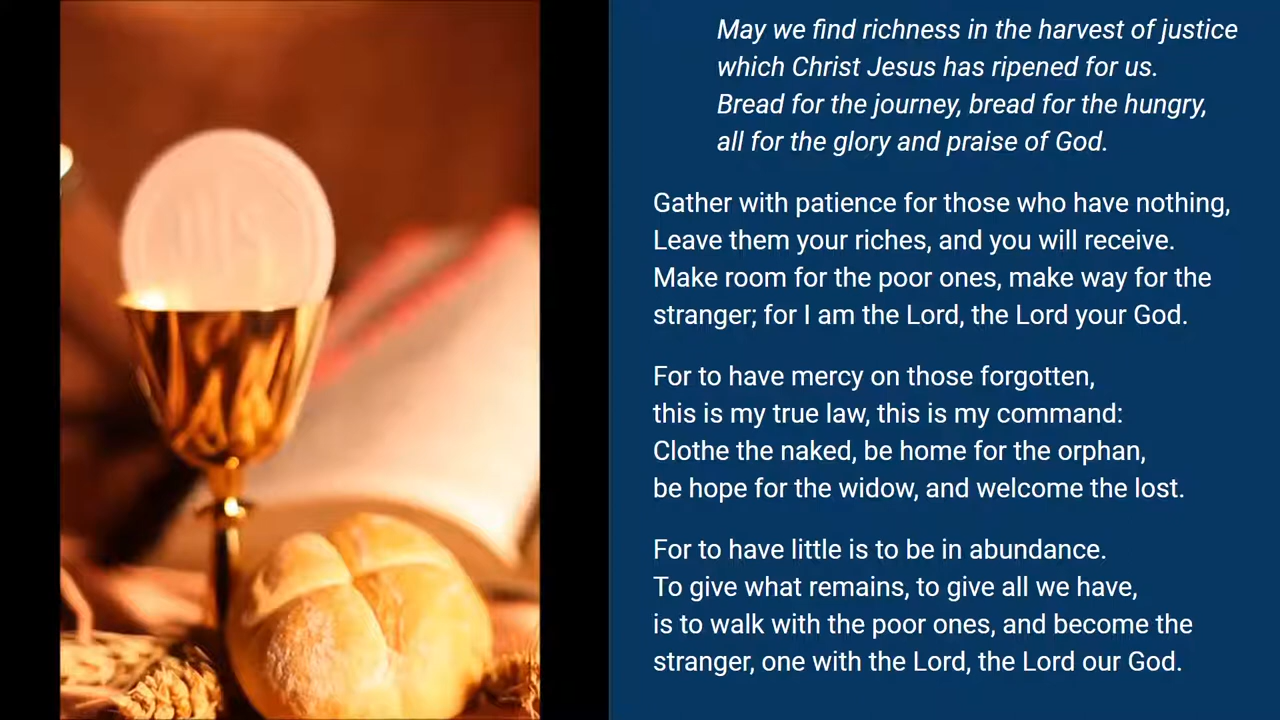 May we find richness in the harvest of justice
which Christ Jesus has ripened for us.
Bread for the journey, bread for the hungry,
all for the glory and praise of God.
Gather with patience for those who have nothing,
Leave them your riches, and you will receive.
Make room for the poor ones, make way for the
stranger; for I am the Lord, the Lord your God.
For to have mercy on those forgotten,
this is my true law, this is my command:
Clothe the naked, be home for the orphan,
be hope for the widow, and welcome the lost.
For to have little is to be in abundance.
To give what remains, to give all we have,
is to walk with the poor ones, and become the
stranger, one with the Lord, the Lord our God.